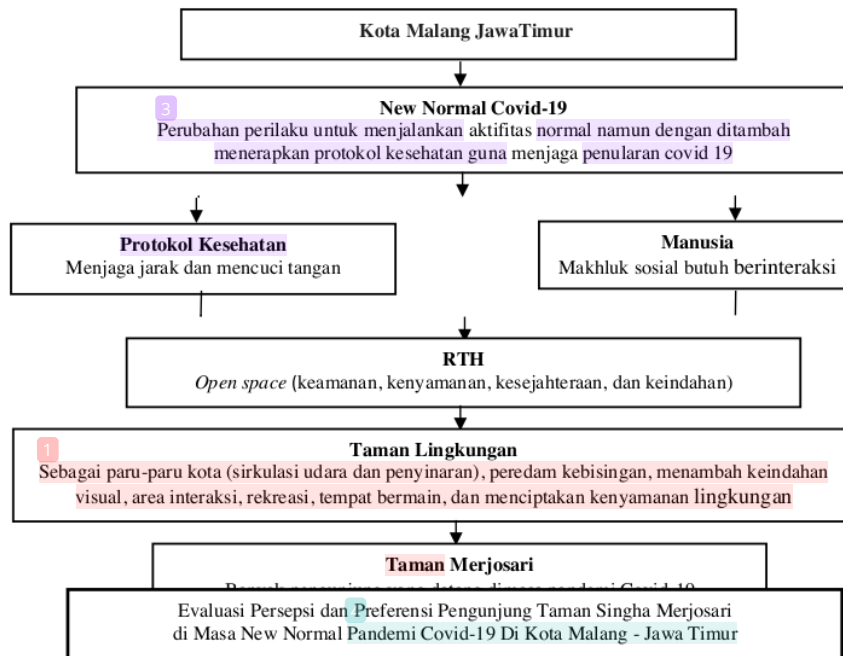 Kota Malang JawaTimur
New Normal Covid-19
3
Perubahan perilaku untuk menjalankan aktifitas normal namun dengan ditambah
menerapkan protokol kesehatan guna menjaga penularan covid 19
Protokol Kesehatan
Menjaga jarak dan mencuci tangan
Manusia
Makhluk sosial butuh berinteraksi
RTH
Open space (keamanan, kenyamanan, kesejahteraan, dan keindahan)
1
Taman Lingkungan
Sebagai paru-paru kota (sirkulasi udara dan penyinaran), peredam kebisingan, menambah keindahan
visual, area interaksi, rekreasi, tempat bermain, dan menciptakan kenyamanan lingkungan
Taman Merjosari
Evaluasi Persepsi dan Preferensi Pengunjung Taman Singha Merjosari
di Masa New Normal Pandemi Covid-19 Di Kota Malang - Jawa Timur